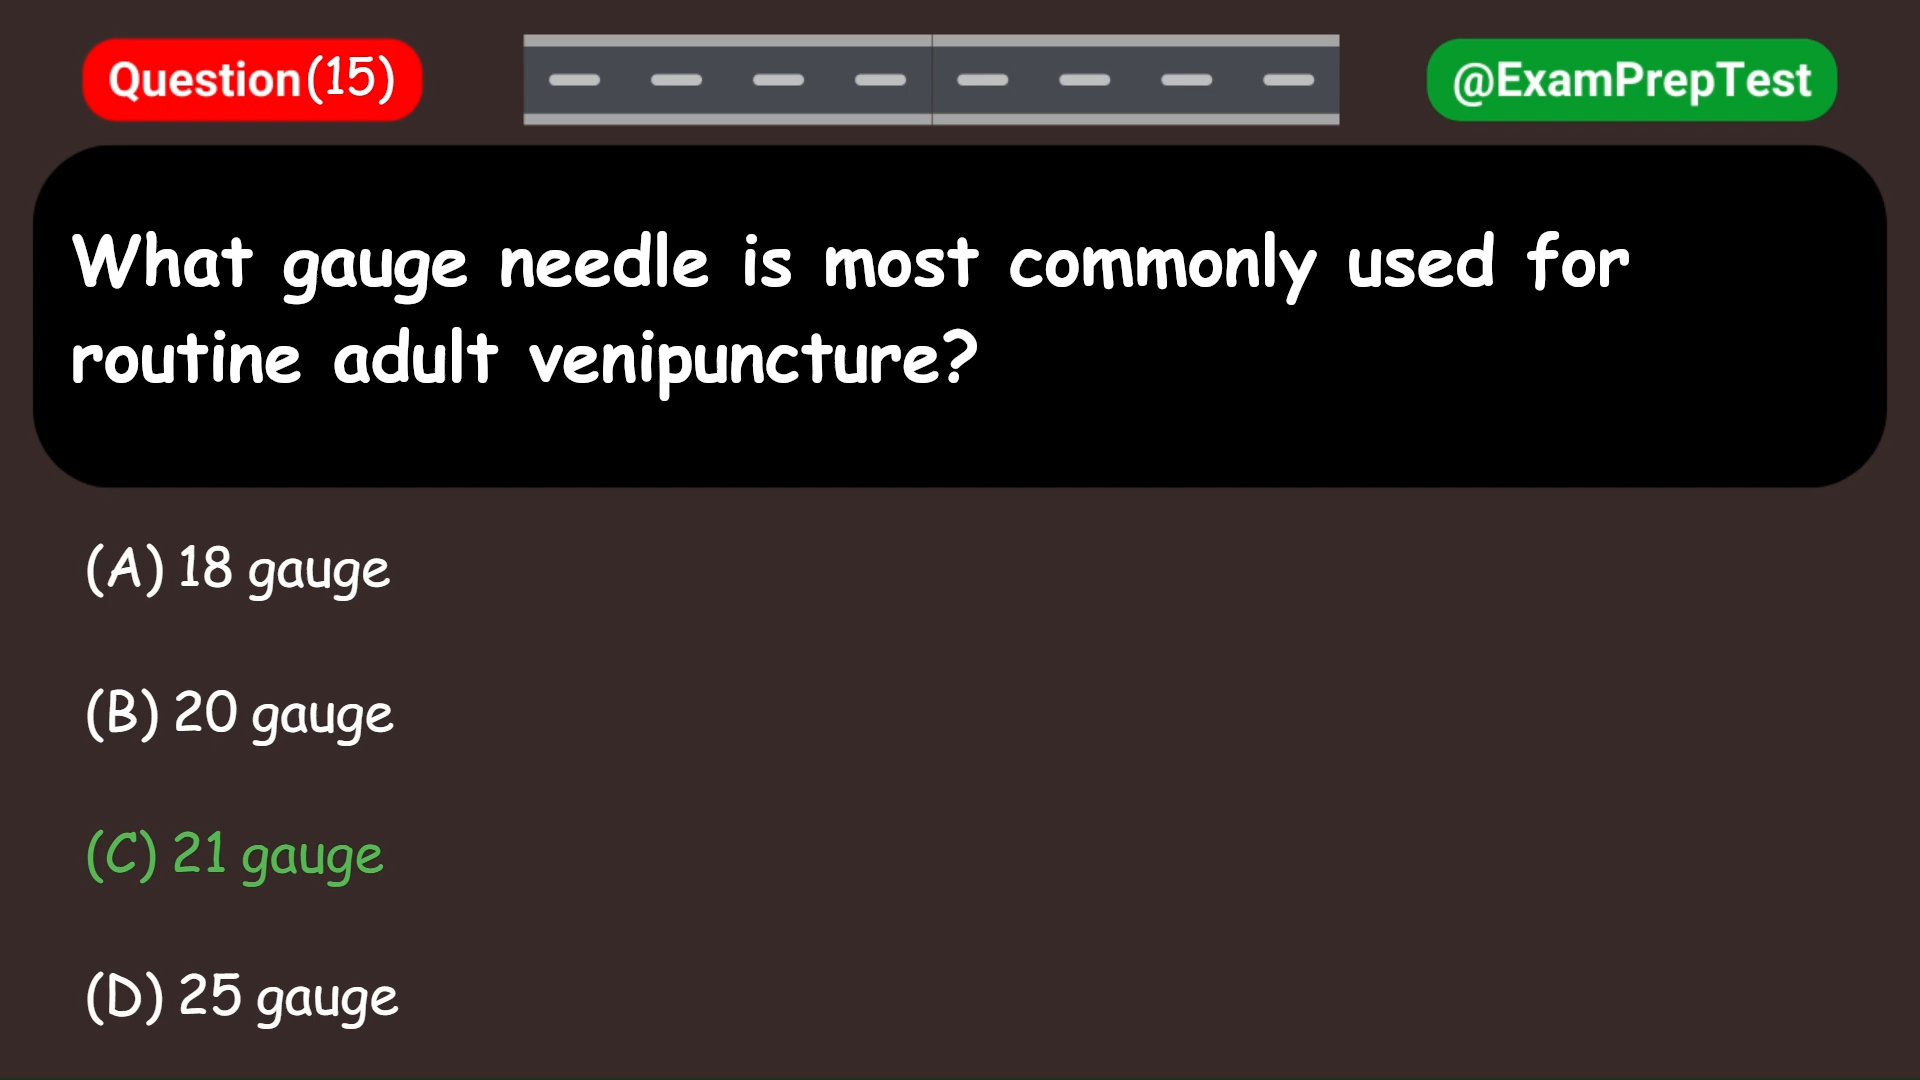 Question(15)
@ExamPrepTest
What gauge needle is most commonly used for
routine adult venipuncture?
(A) 18 gauge
(B) 20 gauge
(C) 21 gauge
(D) 25 gauge